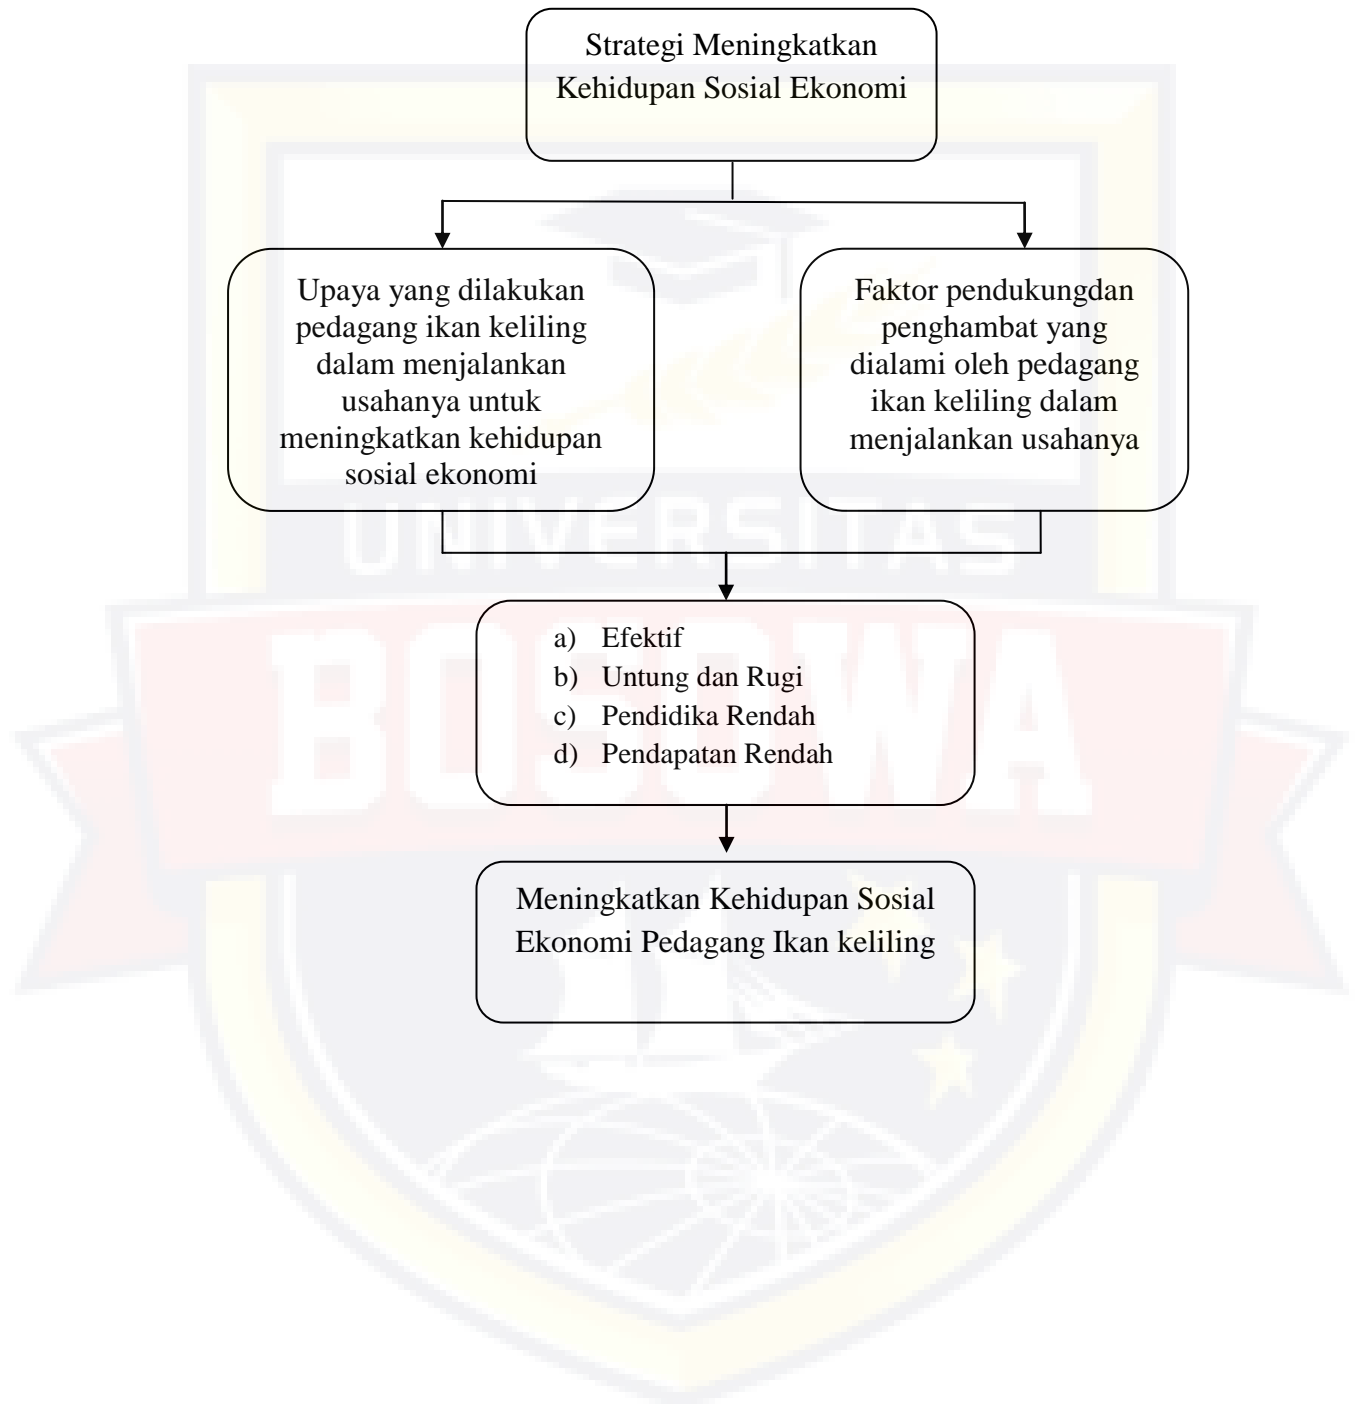 Strategi Meningkatkan
Kehidupan Sosial Ekonomi
Upaya yang dilakukan
pedagang ikan keliling
dalam menjalankan
usahanya untuk
meningkatkan kehidupan
sosial ekonomi
Faktor pendukungdan
penghambat yang
dialami oleh pedagang
ikan keliling dalam
menjalankan usahanya
UNIVERSITAS
BOSOWA
a) Efektif
b) Untung dan Rugi
c) Pendidika Rendah
d) Pendapatan Rendah
Meningkatkan Kehidupan Sosial
Ekonomi Pedagang Ikan keliling